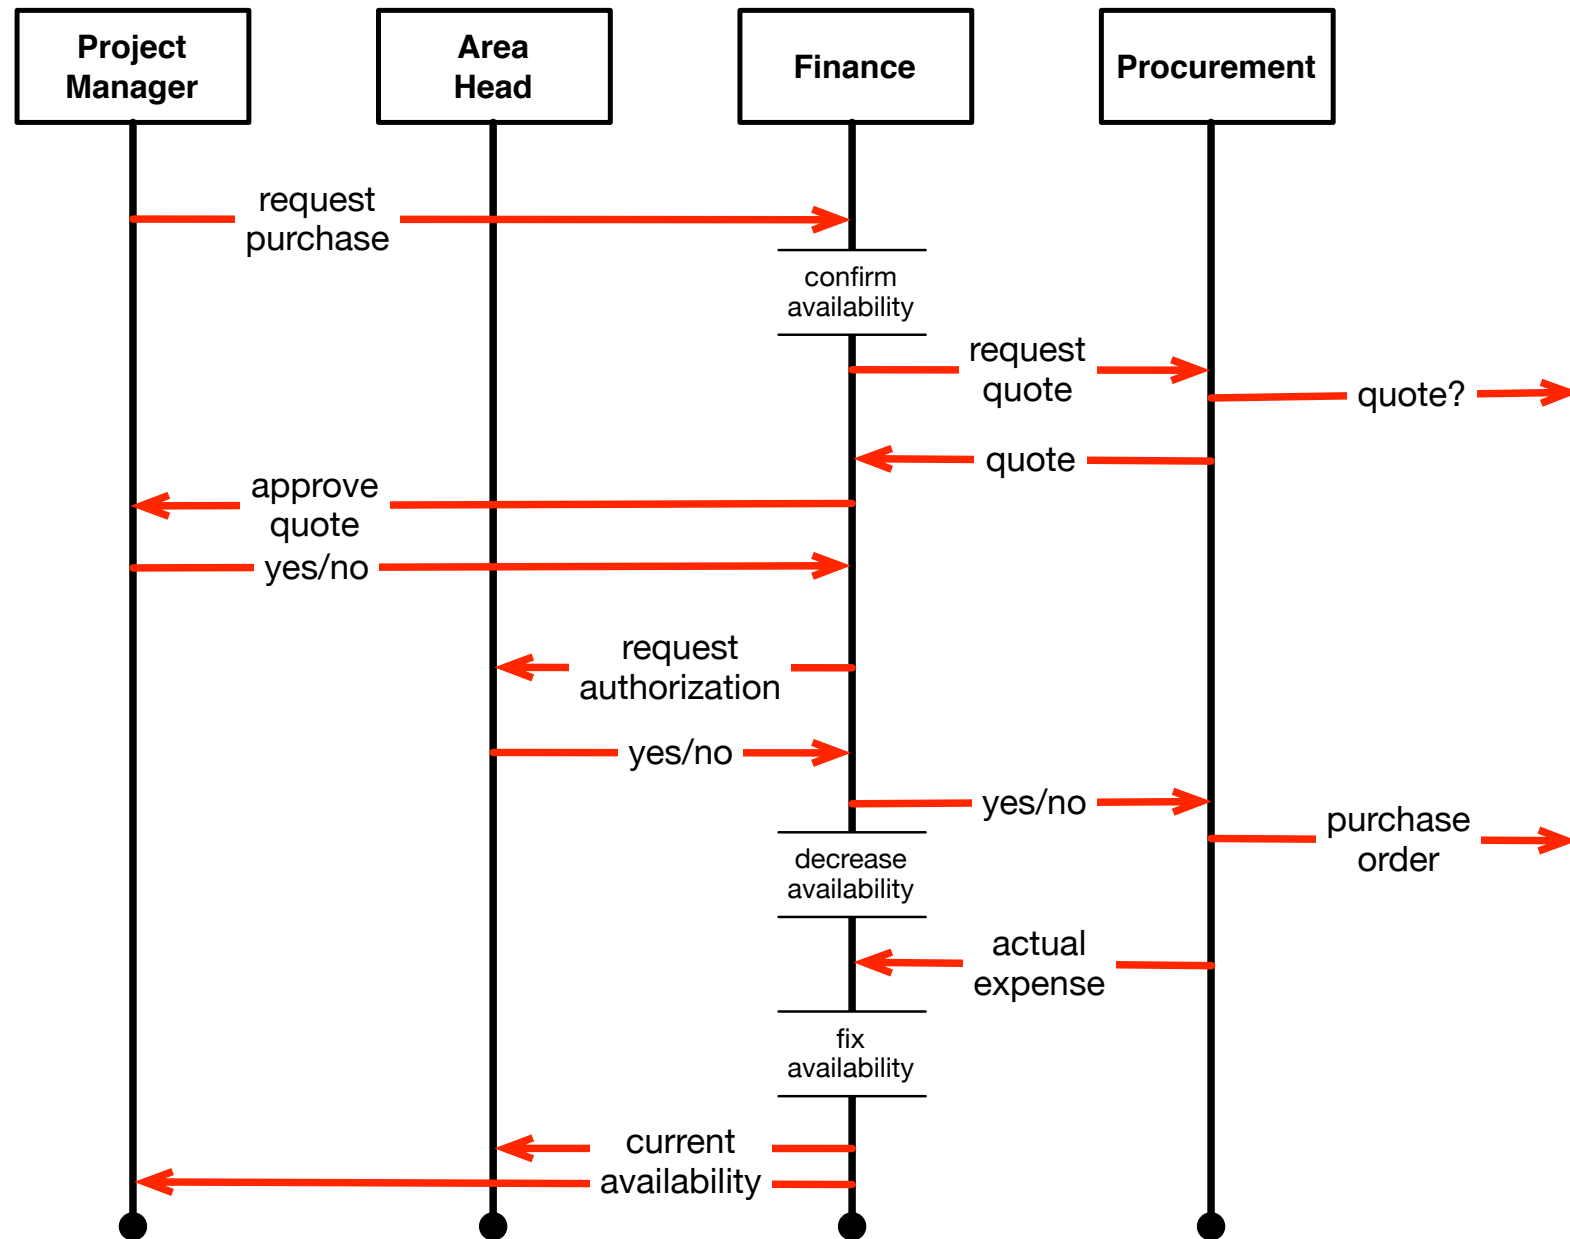 Project
Manager
Area
Head
Finance
Procurement
request
purchase
confirm
availability
request
quote
quote?
quote
approve
quote
yes/no
request
authorization
yes/no
yes/no
purchase
order
decrease
availability
actual
expense
fix
availability
current
availability